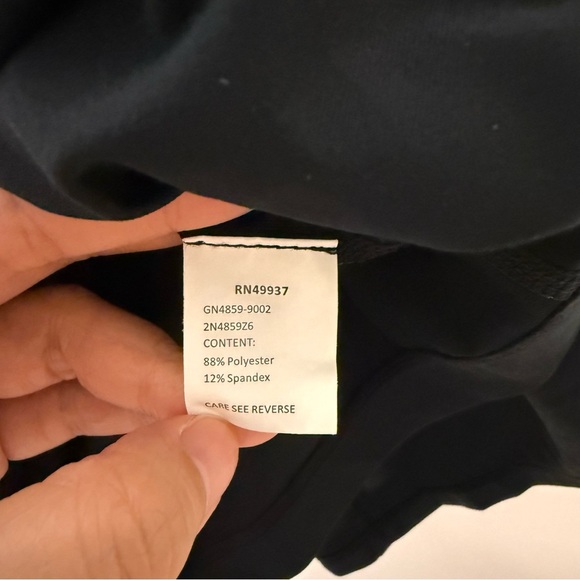 RN49937
GN4859-9002
2N4859Z6
CONTENT:
88% Polyester
12% Spandex
CARE SEE REVERSE